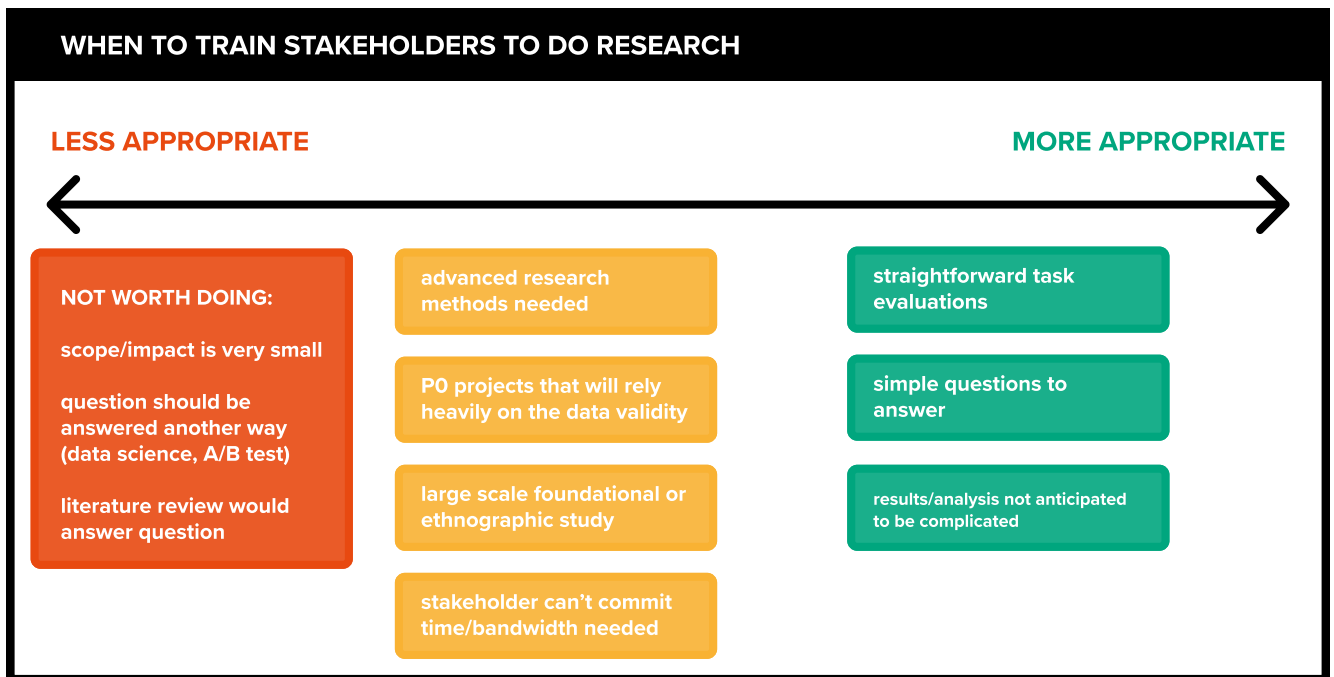 WHEN TO TRAIN STAKEHOLDERS TO DO RESEARCH
LESS APPROPRIATE
MORE APPROPRIATE
NOT WORTH DOING:
scope/impact is very small
question should be
answered another way
(data science, A/B test)
literature review would
answer question
advanced research
methods needed
P0 projects that will rely
heavily on the data validity
large scale foundational or
ethnographic study
stakeholder can’t commit
time/bandwidth needed
straightforward task
evaluations
simple questions to
answer
results/analysis not anticipated
to be complicated